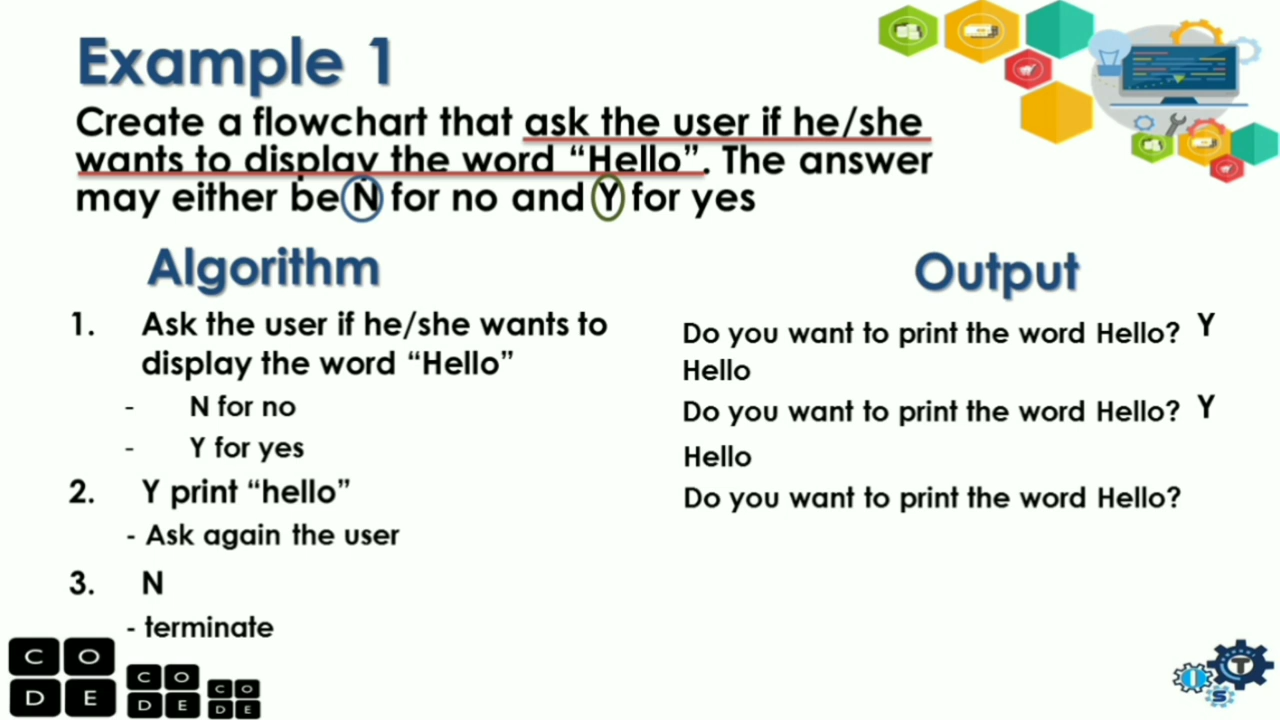 Example 1
Create a flowchart that ask the user if he/she
wants to display the word “Hello”. The answer
may either be N for no and Y for yes
Algorithm
1. Ask the user if he/she wants to
display the word “Hello”
- N for no
- Y for yes
2. Y print “hello”
- Ask again the user
3. N
- terminate
Output
Do you want to print the word Hello? Y
Hello
Do you want to print the word Hello? Y
Hello
Do you want to print the word Hello?
C O
D E
C O
D E
C O
D E
I T
S